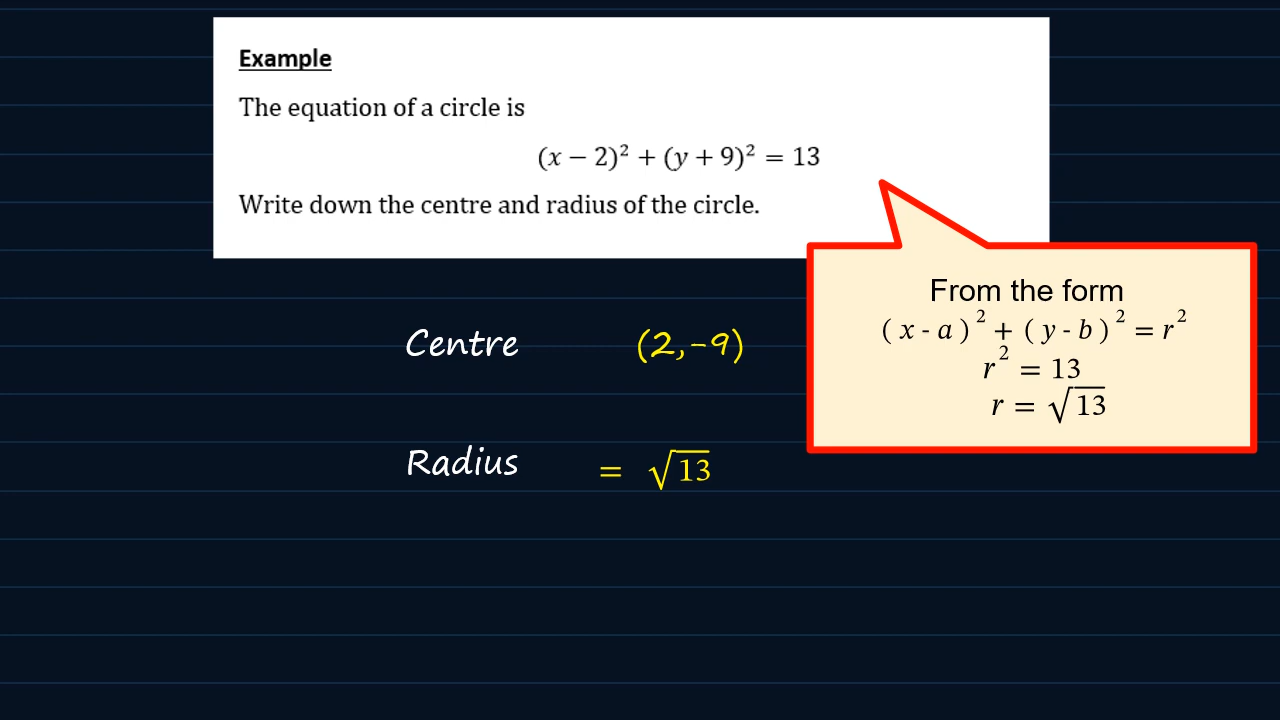 Example
The equation of a circle is
(x − 2)² + (y + 9)² = 13
Write down the centre and radius of the circle.
From the form
( x - a )² + ( y - b )² = r²
r² = 13
r = √13
Centre (2,-9)
Radius = √13